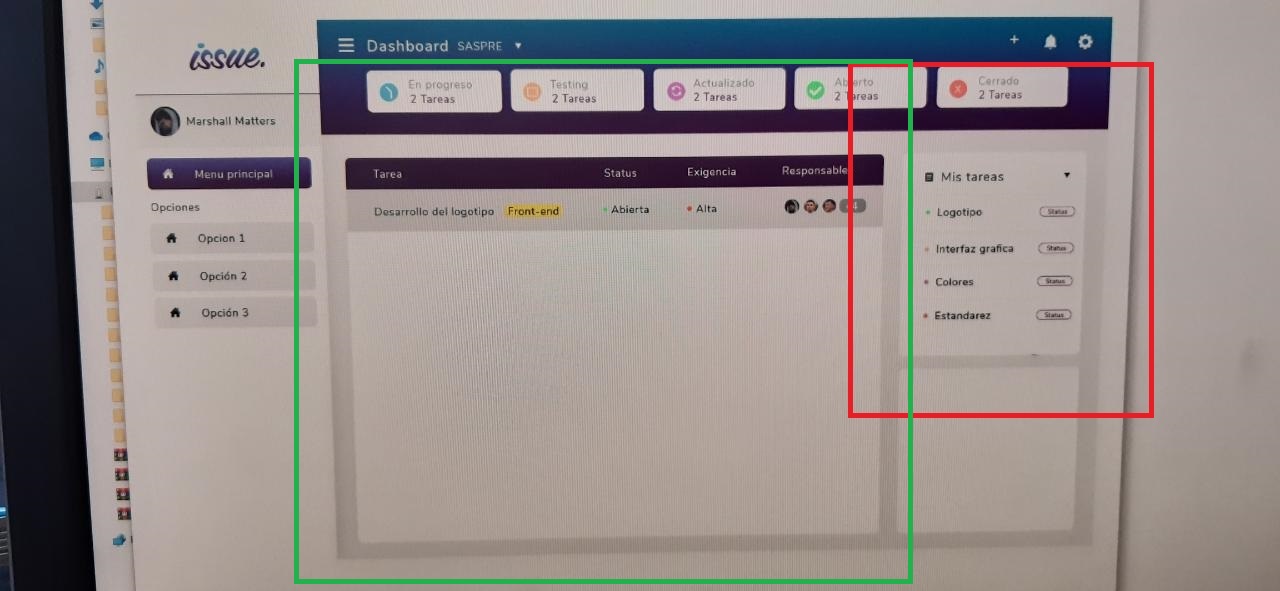 issue.
Dashboard SASPRE
En progreso
2 Tareas
Testing
2 Tareas
Actualizado
2 Tareas
Abierto
2 Tareas
Cerrado
2 Tareas
Marshall Matters
Menu principal
Opciones
Opcion 1
Opción 2
Opción 3
Tarea Status Exigencia Responsable
Desarrollo del logotipo Front-end Abierta Alta
Mis tareas
Logotipo Status
Interfaz grafica Status
Colores Status
Estandarez Status